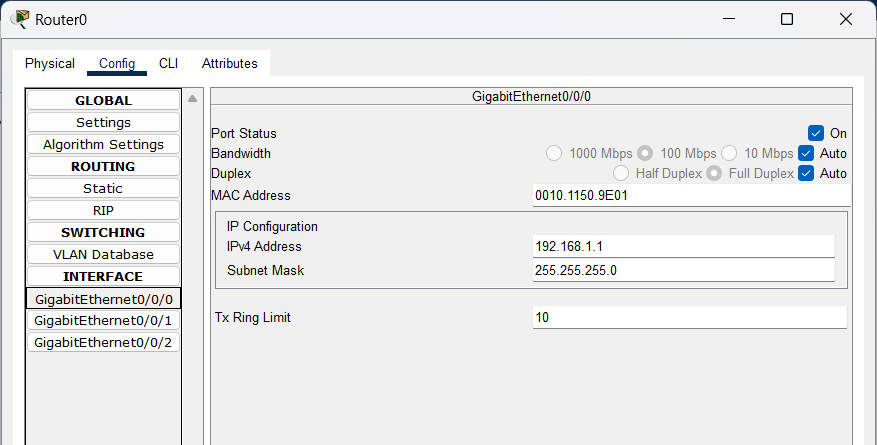 Router0
Physical Config CLI Attributes
GLOBAL
Settings
Algorithm Settings
ROUTING
Static
RIP
SWITCHING
VLAN Database
INTERFACE
GigabitEthernet0/0/0
GigabitEthernet0/0/1
GigabitEthernet0/0/2
GigabitEthernet0/0/0
Port Status On
Bandwidth 1000 Mbps 100 Mbps 10 Mbps Auto
Duplex Half Duplex Full Duplex Auto
MAC Address 0010.1150.9E01
IP Configuration
IPv4 Address 192.168.1.1
Subnet Mask 255.255.255.0
Tx Ring Limit 10